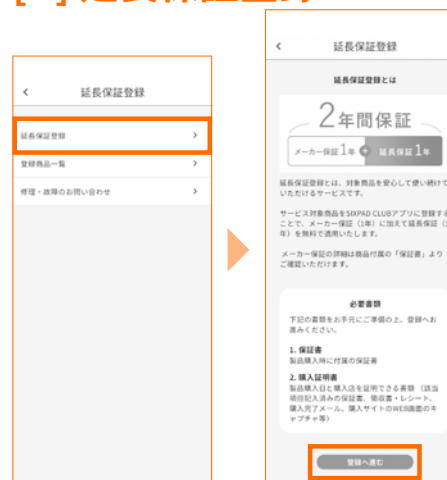 延長保証登録
延長保証登録
登録商品一覧
修理・故障のお問い合わせ
延長保証登録
延長保証登録とは
2年間保証
メーカー保証1年 + 延長保証1年
延長保証登録とは、対象商品を安心して使い続けて
いただけるサービスです。
サービス対象商品をSIXPAD CLUBアプリに登録する
ことで、メーカー保証（1年）に加えて延長保証（1
年）を無料で適用いたします。
メーカー保証の詳細は商品付属の「保証書」より
ご確認いただけます。
必要書類
下記の書類をお手元にご準備の上、登録へお
進みください。
1. 保証書
製品購入時に付属の保証書
2. 購入証明書
製品購入日と購入店を証明できる書類（該当
項目記入済みの保証書、領収書・レシート、
購入完了メール、購入サイトのWEB画面のキ
ャプチャ等）
登録へ進む